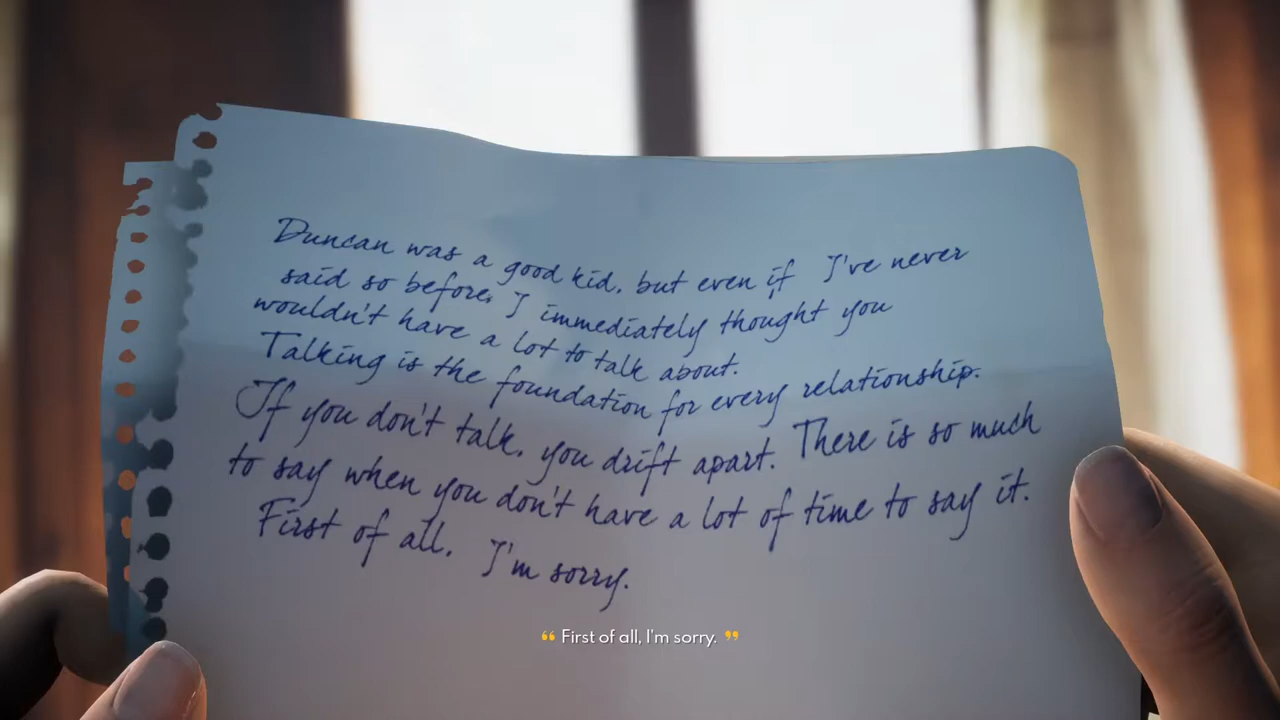 Duncan was a good kid, but even if I've never
said so before, I immediately thought you
wouldn't have a lot to talk about.
Talking is the foundation for every relationship.
If you don't talk, you drift apart. There is so much
to say when you don't have a lot of time to say it.
First of all, I'm sorry.
“ First of all, I'm sorry. ”